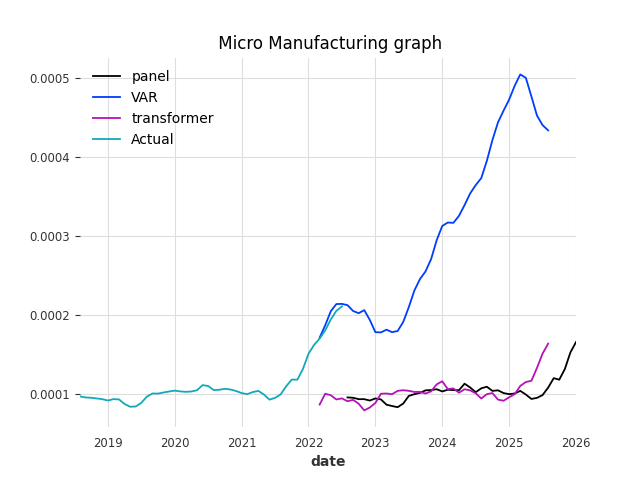 Micro Manufacturing graph
panel
VAR
transformer
Actual
0.0005
0.0004
0.0003
0.0002
0.0001
2019 2020 2021 2022 2023 2024 2025 2026
date